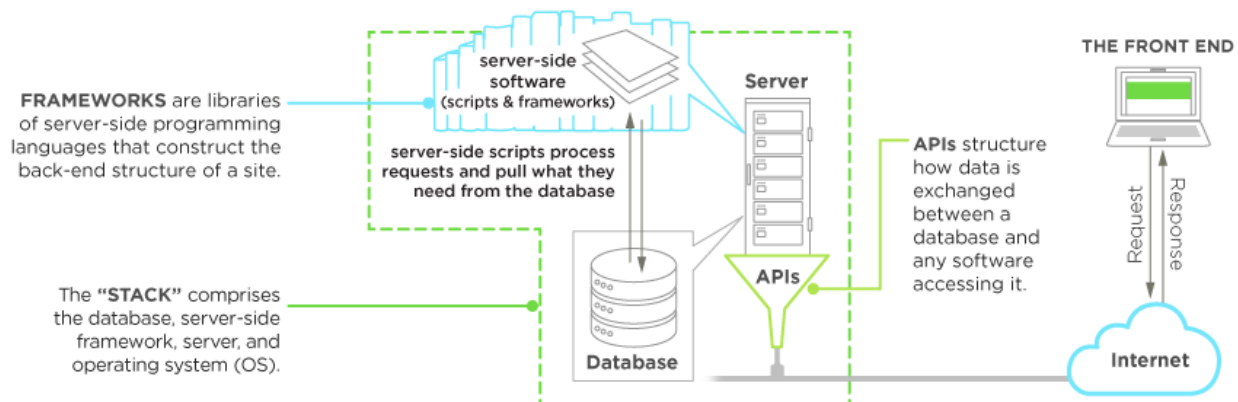 FRAMEWORKS are libraries
of server-side programming
languages that construct the
back-end structure of a site.
The “STACK” comprises
the database, server-side
framework, server, and
operating system (OS).
server-side
software
(scripts & frameworks)
server-side scripts process
requests and pull what they
need from the database
Database
Server
APIs
APIs structure
how data is
exchanged
between a
database and
any software
accessing it.
THE FRONT END
Request
Response
Internet